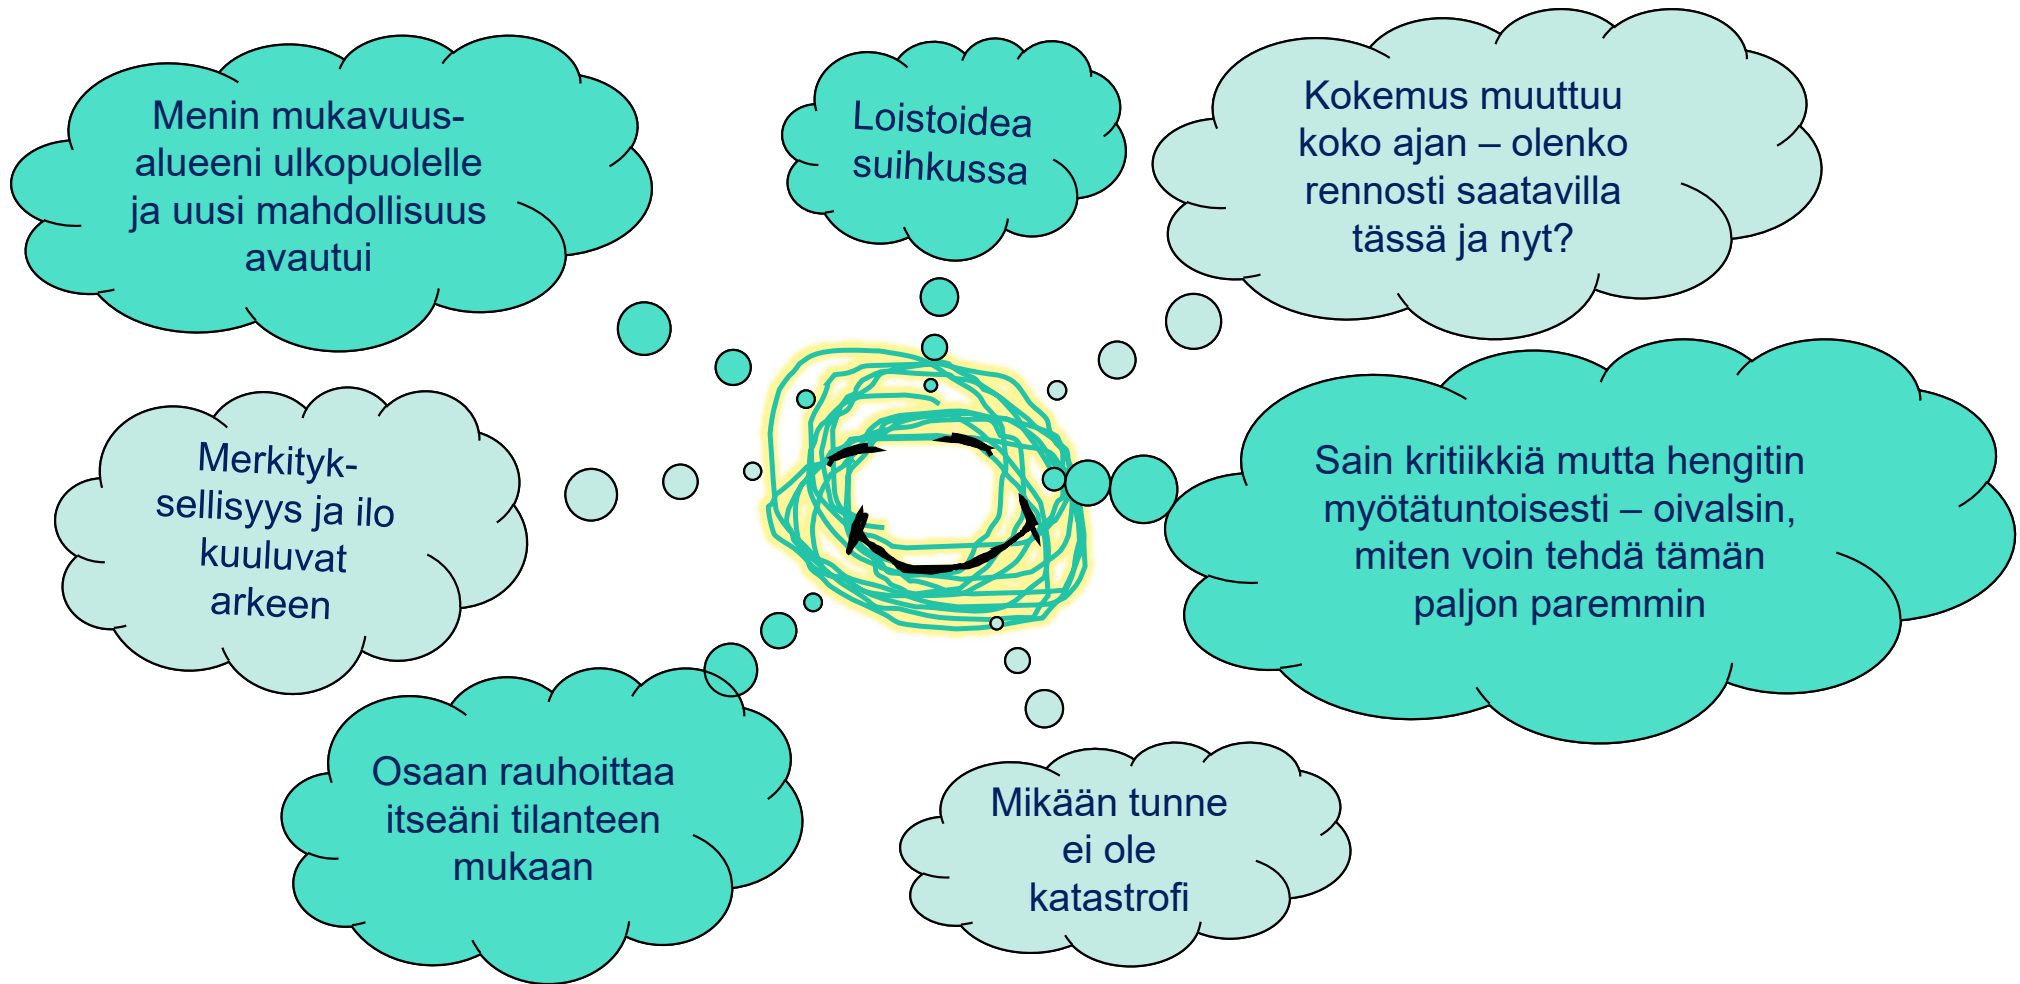 Menin mukavuus-
alueeni ulkopuolelle
ja uusi mahdollisuus
avautui
Loistoidea
suihkussa
Kokemus muuttuu
koko ajan – olenko
rennosti saatavilla
tässä ja nyt?
Merkityk-
sellisyys ja ilo
kuuluvat
arkeen
Sain kritiikkiä mutta hengitin
myötätuntoisesti – oivalsin,
miten voin tehdä tämän
paljon paremmin
Osaan rauhoittaa
itseäni tilanteen
mukaan
Mikään tunne
ei ole
katastrofi